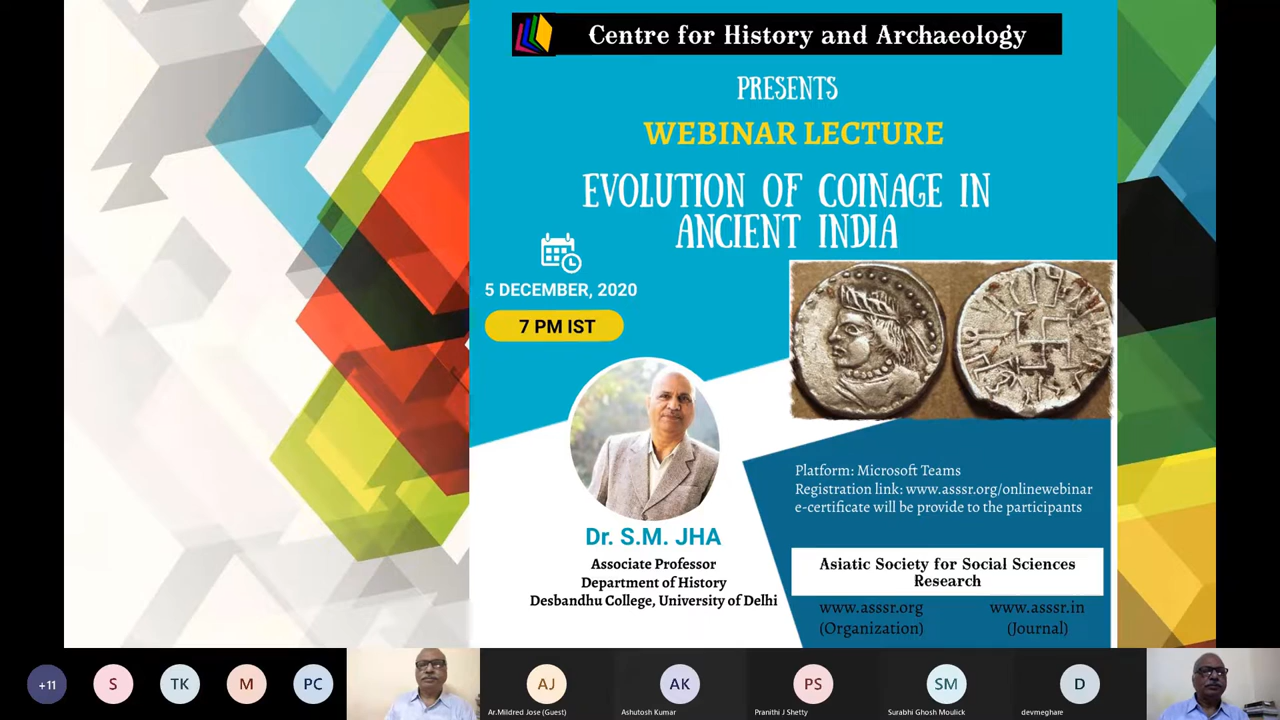 Centre for History and Archaeology
PRESENTS
WEBINAR LECTURE
EVOLUTION OF COINAGE IN
ANCIENT INDIA
5 DECEMBER, 2020
7 PM IST
Dr. S.M. JHA
Associate Professor
Department of History
Desbandhu College, University of Delhi
Platform: Microsoft Teams
Registration link: www.asssr.org/onlinewebinar
e-certificate will be provide to the participants
Asiatic Society for Social Sciences
Research
www.asssr.org
(Organization)
www.asssr.in
(Journal)
+11
S
TK
M
PC
AJ
Ar.Mildred Jose (Guest)
AK
Ashutosh Kumar
PS
Pranithi J Shetty
SM
Surabhi Ghosh Moulick
D
devmeghare